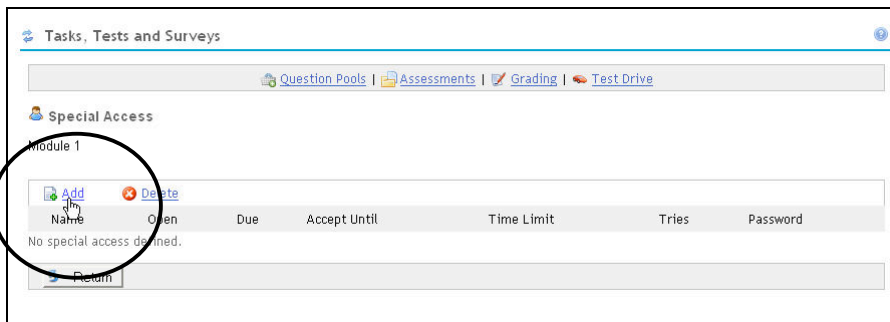 Tasks, Tests and Surveys
Question Pools | Assessments | Grading | Test Drive
Special Access
Module 1
Add Delete
Name Open Due Accept Until Time Limit Tries Password
No special access defined.
Return